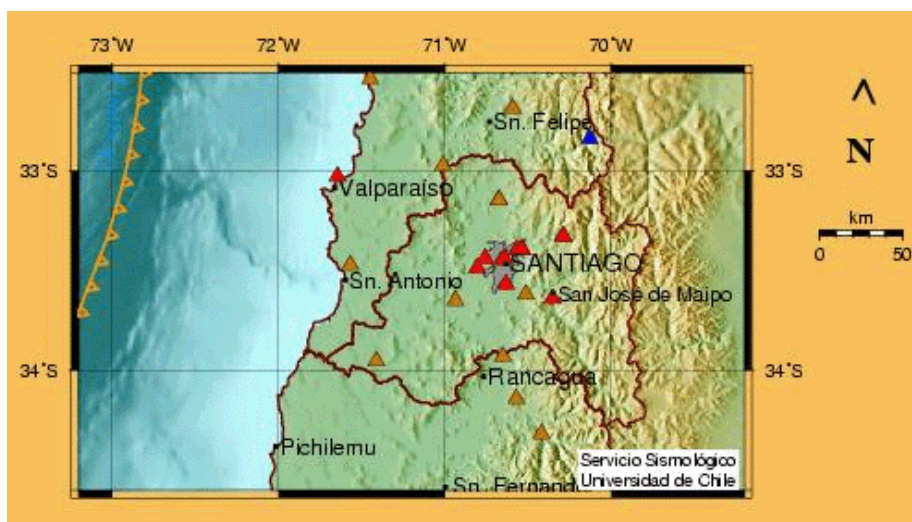 73°W 72°W 71°W 70°W
Sn. Felipe
33°S 33°S
N
Valparaíso
km
0 50
SANTIAGO
Sn. Antonio
San José de Maipo
34°S 34°S
Rancagua
Pichilemu
Servicio Sismológico
Universidad de Chile
Sn. Fernando